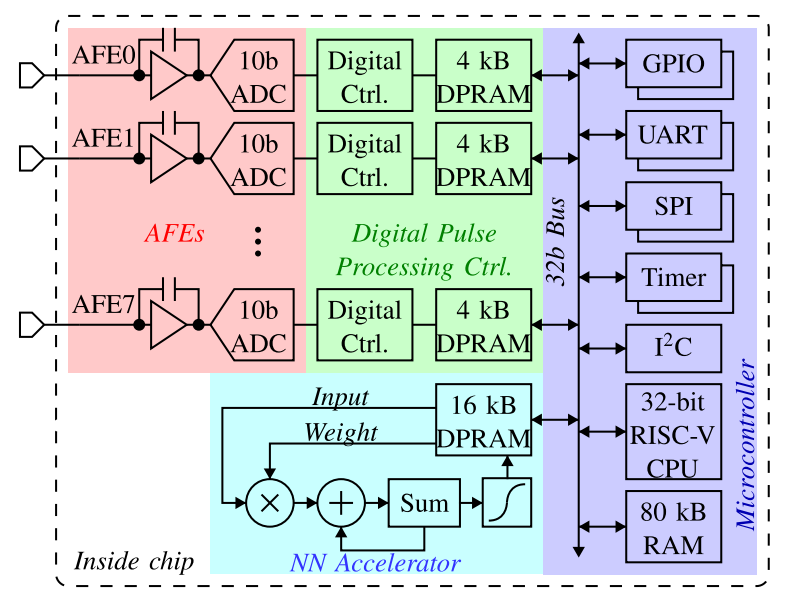 AFE0
10b
ADC
Digital
Ctrl.
4 kB
DPRAM
GPIO
AFE1
10b
ADC
Digital
Ctrl.
4 kB
DPRAM
UART
AFEs
Digital Pulse
Processing Ctrl.
32b Bus
SPI
Timer
AFE7
10b
ADC
Digital
Ctrl.
4 kB
DPRAM
I²C
Input
Weight
16 kB
DPRAM
32-bit
RISC-V
CPU
Microcontroller
×
+
Sum
80 kB
RAM
Inside chip
NN Accelerator